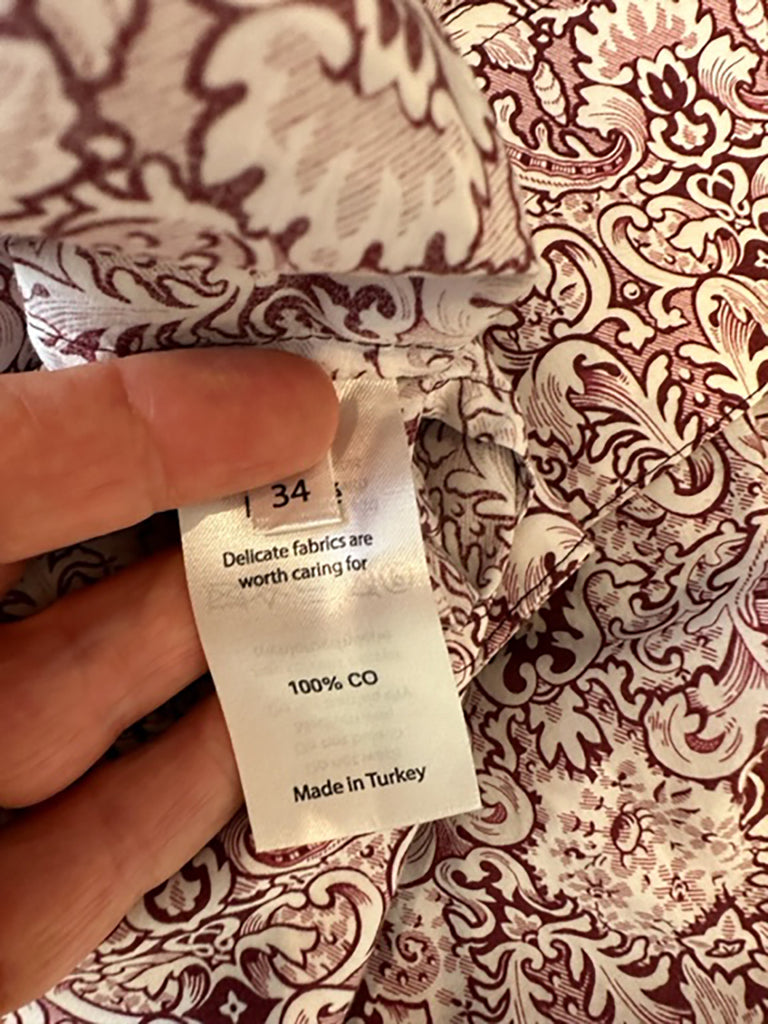 34
Delicate fabrics are
worth caring for
100% CO
Made in Turkey